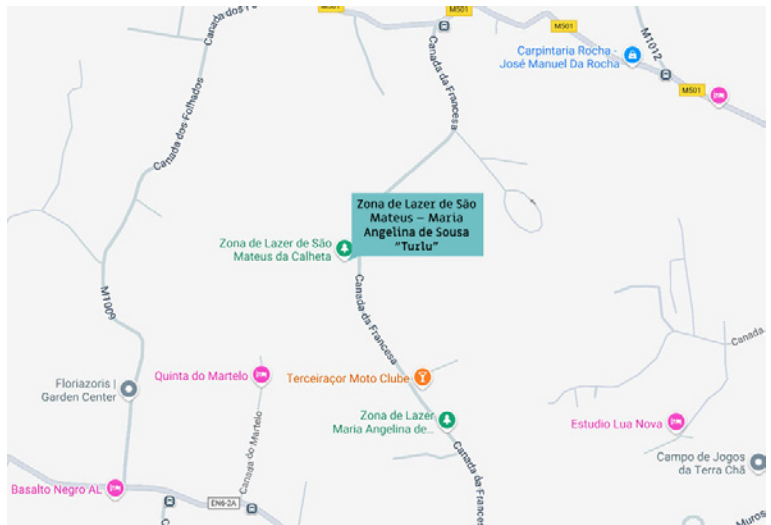 Canada dos Fo
M501
M501
M501
M1012
Canada da Francesa
Carpintaria Rocha -
José Manuel Da Rocha
M501
Canada dos Folhados
Zona de Lazer de São
Mateus – Maria
Angelina de Sousa
"Turlu"
Zona de Lazer de São
Mateus da Calheta
M1009
Canada da Francesa
Canada
Quinta do Martelo
Terceiraçor Moto Clube
Floriazoris |
Garden Center
Zona de Lazer
Maria Angelina de...
Estudio Lua Nova
Canada do Martelo
Canada da Francesa
Campo de Jogos
da Terra Chã
Basalto Negro AL
EN6-2A
Muros